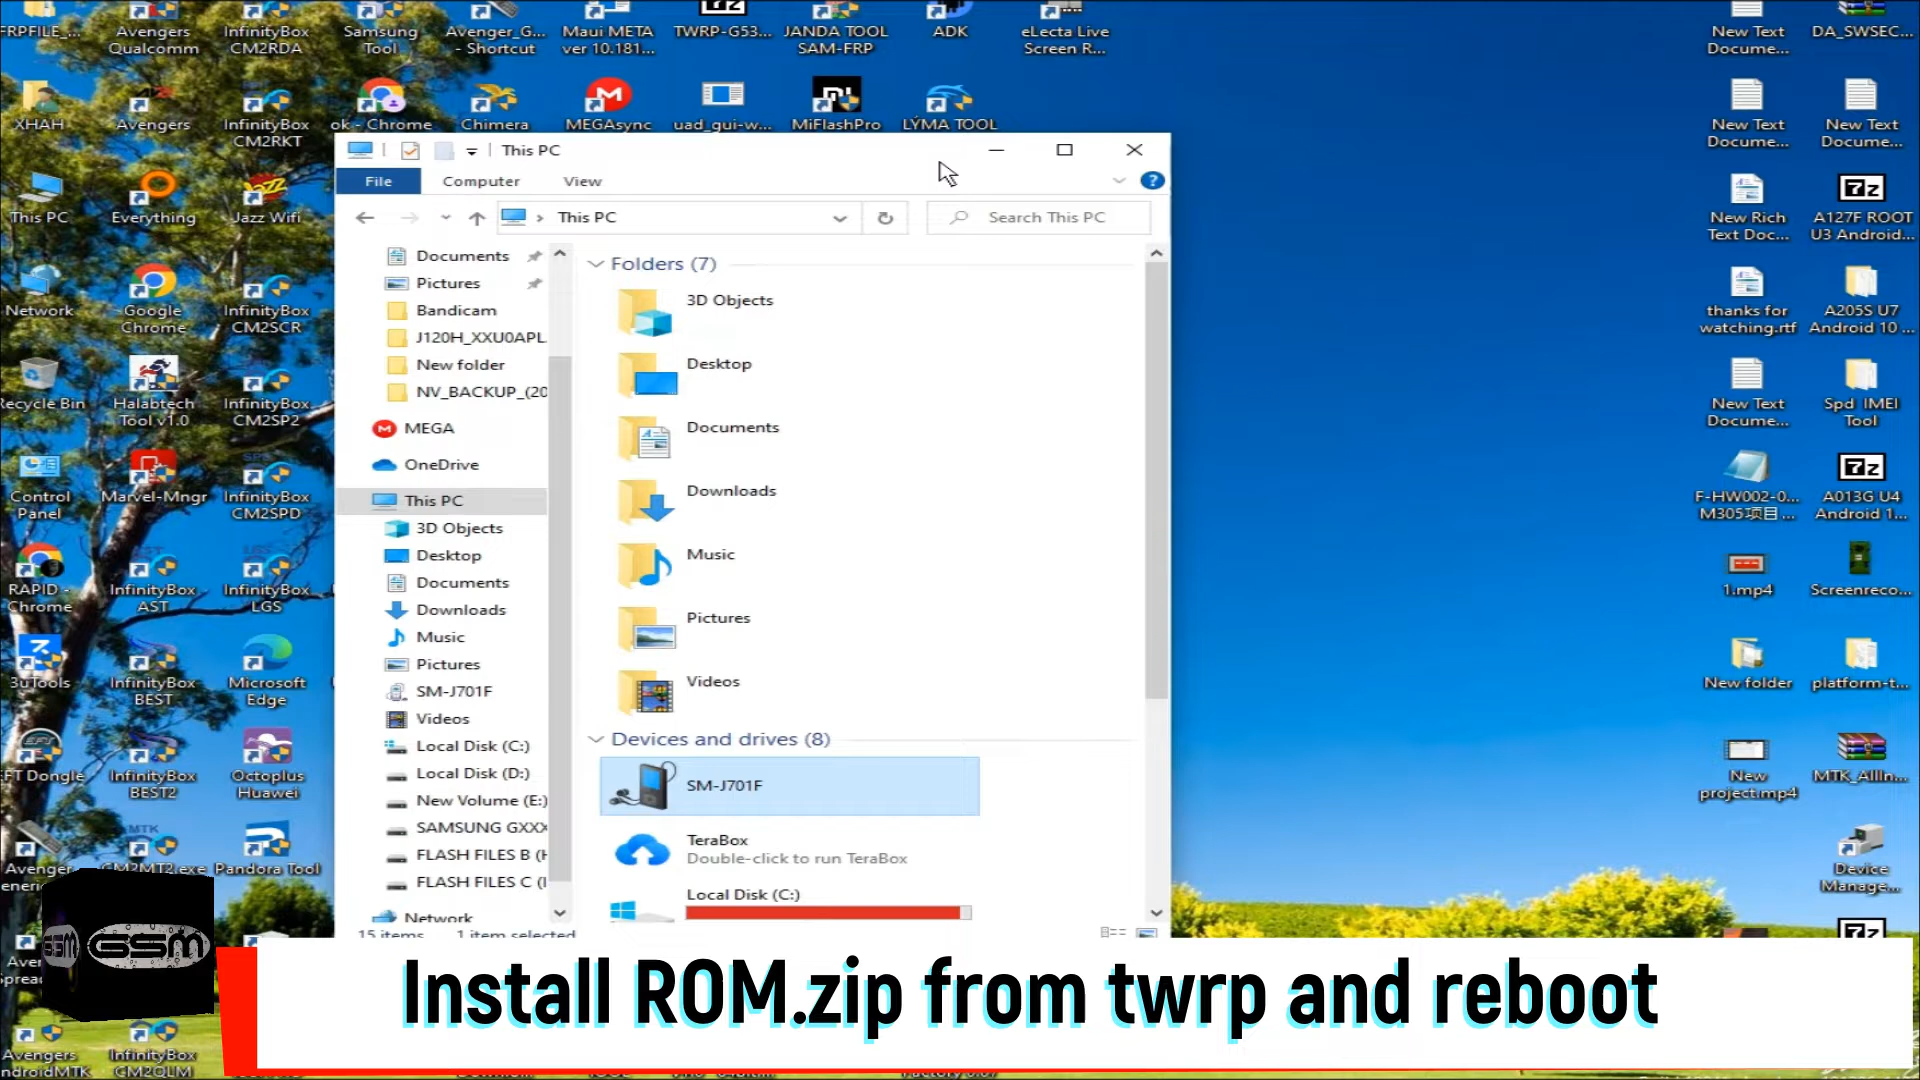 FRPFILE_...
Avengers
Qualcomm
InfinityBox
CM2RDA
Samsung
Tool
Avenger_G...
- Shortcut
Maui META
ver 10.181...
TWRP-G53...
JANDA TOOL
SAM-FRP
ADK
eLecta Live
Screen R...
New Text
Docume...
DA_SWSEC...
XHAH
Avengers
InfinityBox
CM2RKT
ok - Chrome
Chimera
MEGAsync
uad_gui-w...
MiFlashPro
LÝMA TOOL
New Text
Docume...
New Text
Docume...
This PC
Everything
Jazz Wifi
New Rich
Text Doc...
A127F ROOT
U3 Android...
Network
Google
Chrome
InfinityBox
CM2SCR
thanks for
watching.rtf
A205S U7
Android 10 ...
Recycle Bin
Halabtech
Tool v1.0
InfinityBox
CM2SP2
New Text
Docume...
Spd IMEI
Tool
Control
Panel
Marvel-Mngr
InfinityBox
CM2SPD
F-HW002-0...
M305项目...
A013G U4
Android 1...
RAPID -
Chrome
InfinityBox
AST
InfinityBox
LGS
1.mp4
Screenreco...
3uTools
InfinityBox
BEST
Microsoft
Edge
New folder
platform-t...
EFT Dongle
InfinityBox
BEST2
Octoplus
Huawei
New
project.mp4
MTK_AllIn...
Avenger
CM2MT2.exe
Pandora Tool
Device
Manage...
Avengers
AndroidMTK
InfinityBox
CM2QLM
This PC
File
Computer
View
This PC
Search This PC
Documents
Pictures
Bandicam
J120H_XXU0APL
New folder
NV_BACKUP_(20
MEGA
OneDrive
This PC
3D Objects
Desktop
Documents
Downloads
Music
Pictures
SM-J701F
Videos
Local Disk (C:)
Local Disk (D:)
New Volume (E:)
SAMSUNG GXXX
FLASH FILES B (H
FLASH FILES C (I
Network
Folders (7)
3D Objects
Desktop
Documents
Downloads
Music
Pictures
Videos
Devices and drives (8)
SM-J701F
TeraBox
Double-click to run TeraBox
Local Disk (C:)
15 items
1 item selected
GSM
GSM
Install ROM.zip from twrp and reboot